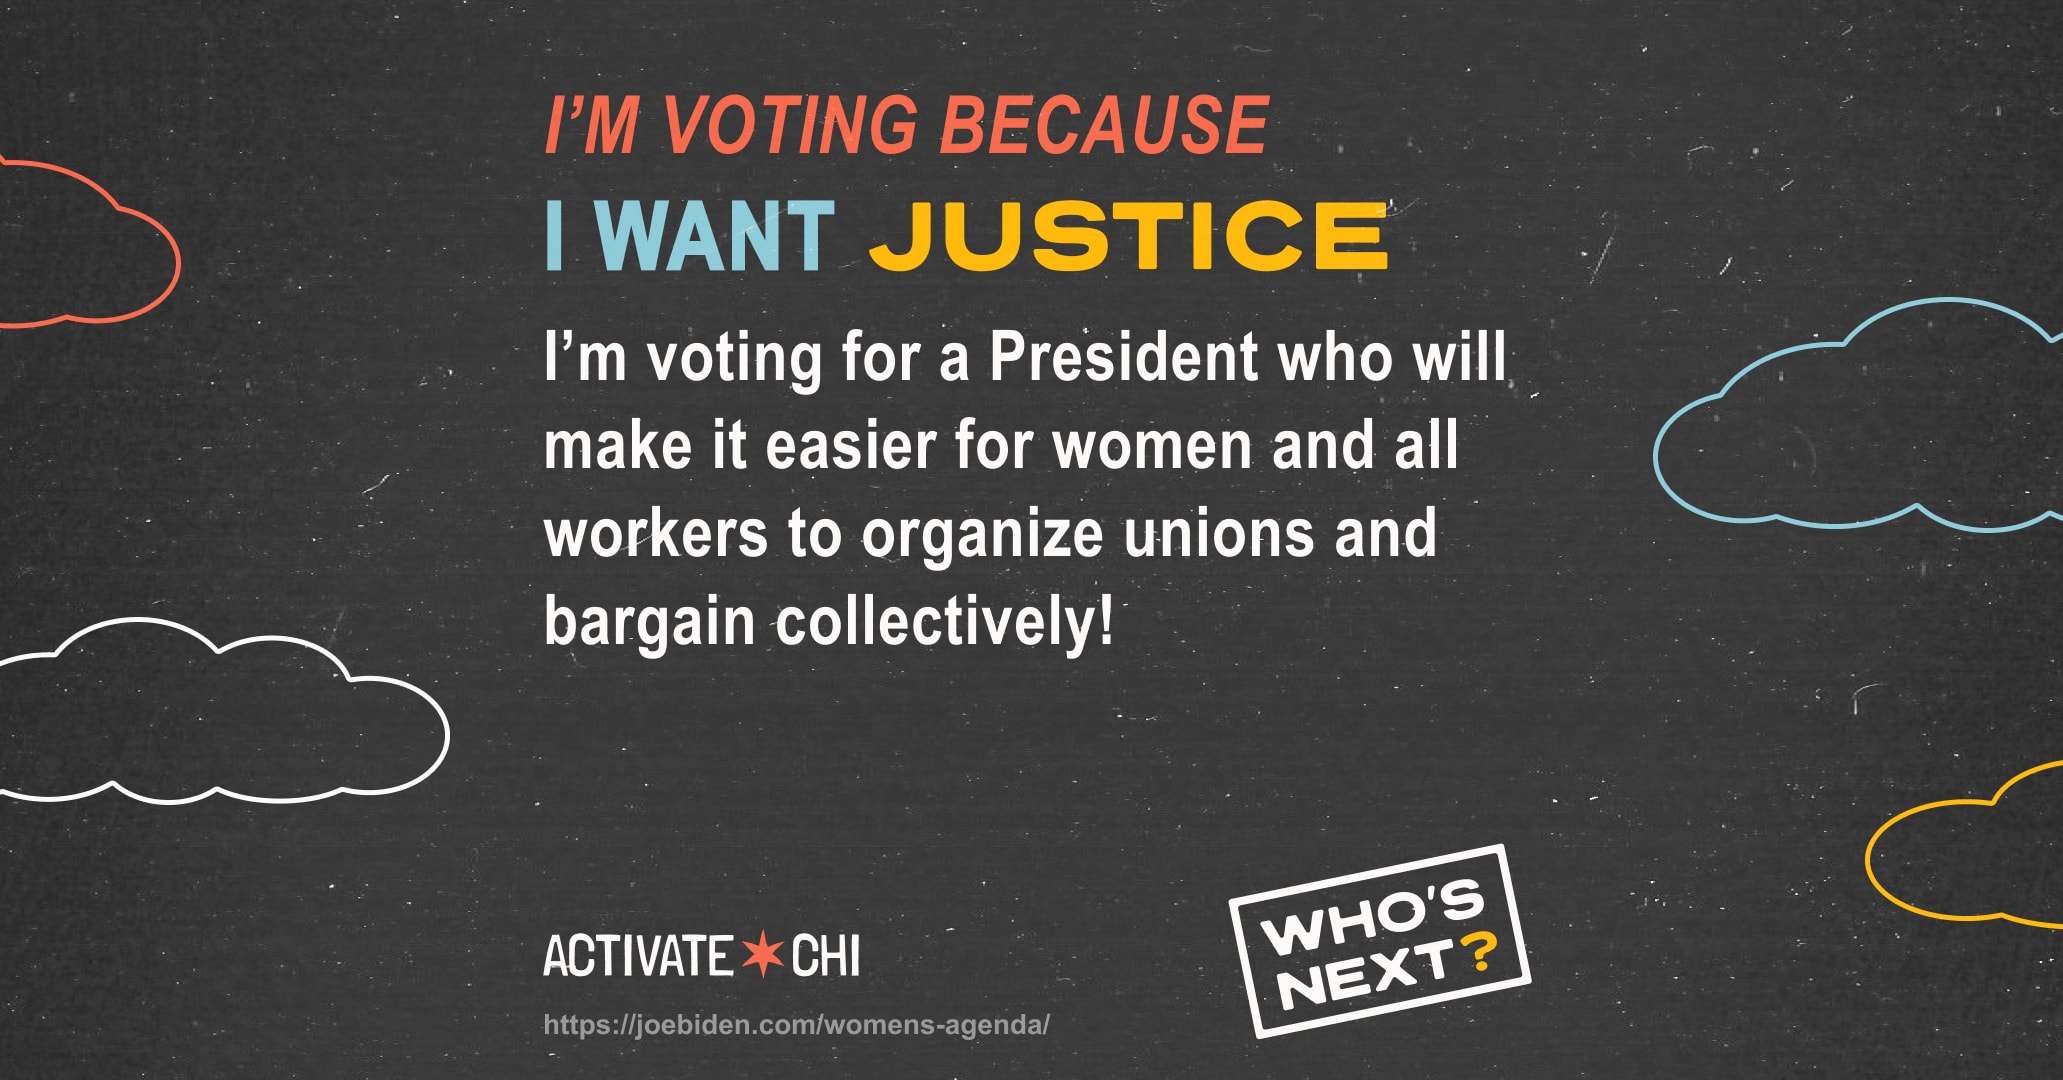 I’M VOTING BECAUSE
I WANT JUSTICE
I’m voting for a President who will
make it easier for women and all
workers to organize unions and
bargain collectively!
ACTIVATE CHI
https://joebiden.com/womens-agenda/
WHO'S
NEXT?